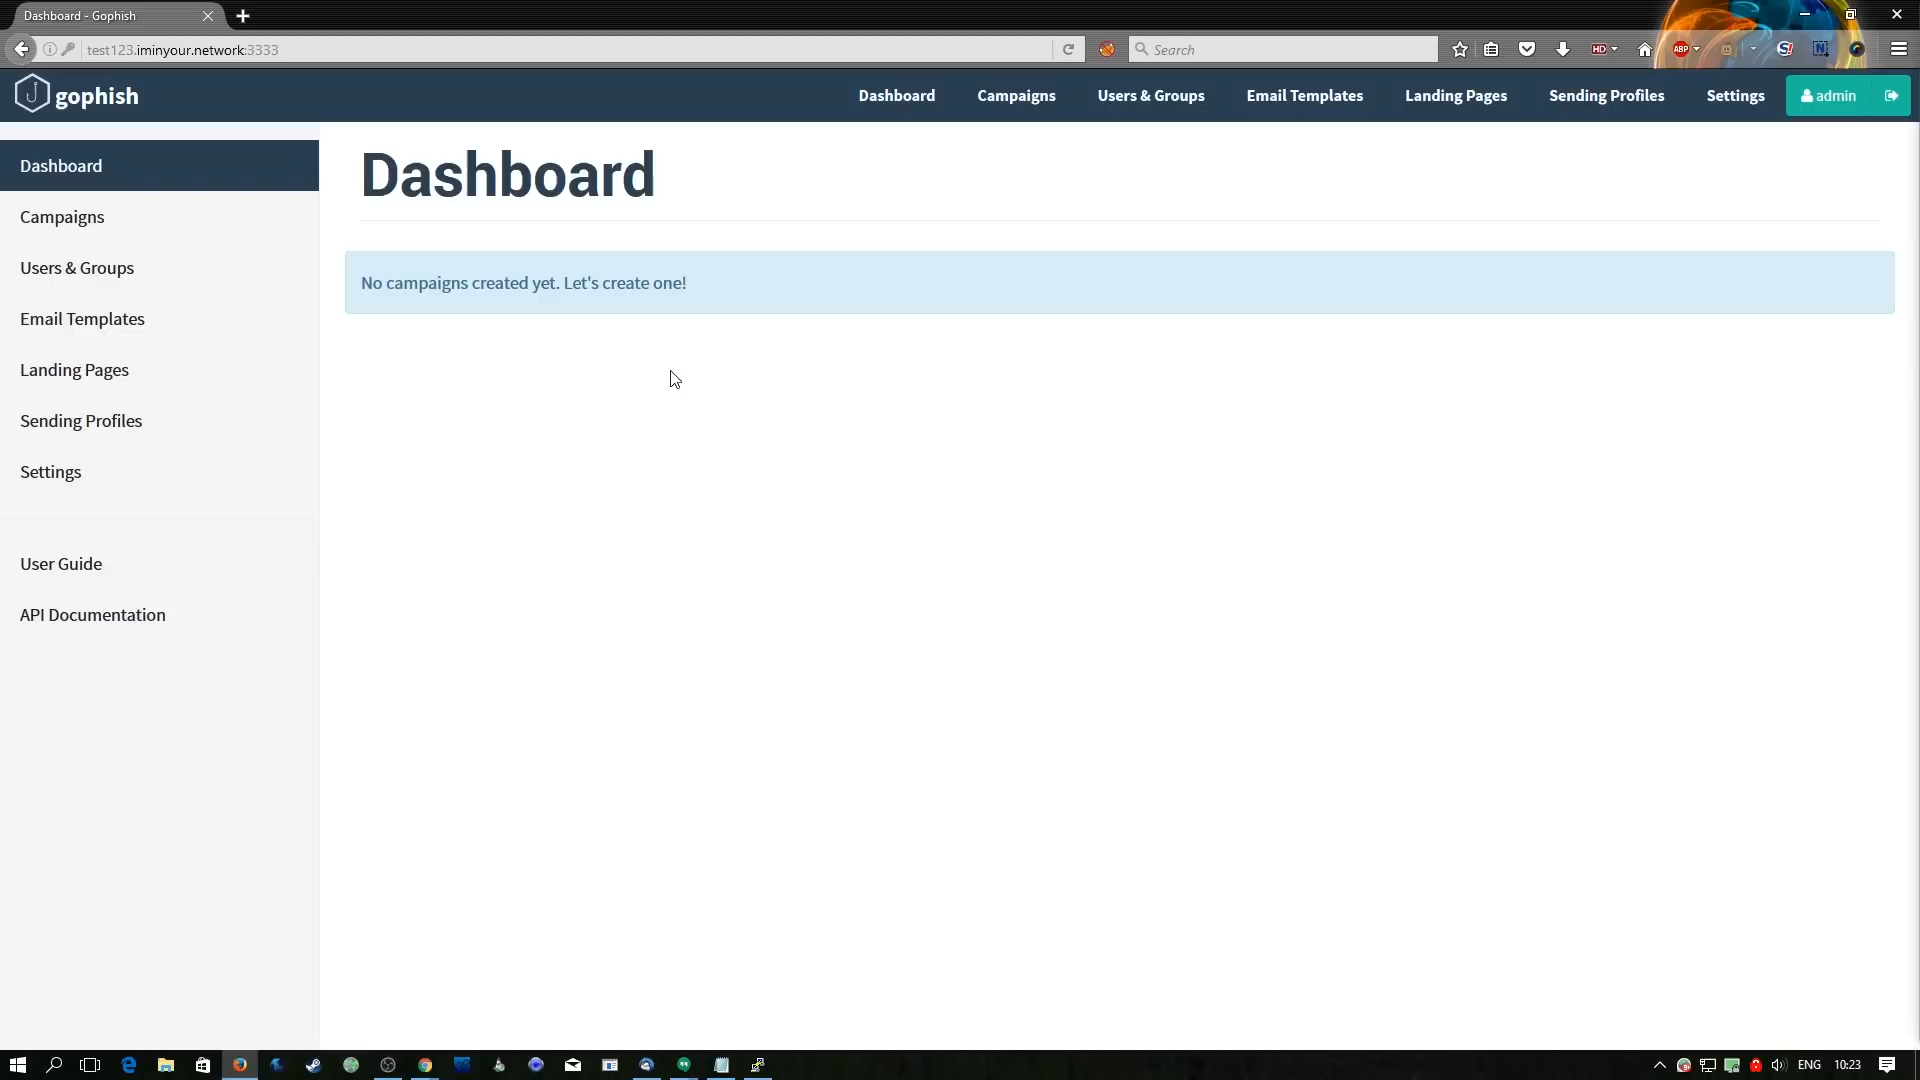 Dashboard - Gophish
test123.iminyour.network:3333
Search
HD
ABP
gophish
Dashboard
Campaigns
Users & Groups
Email Templates
Landing Pages
Sending Profiles
Settings
admin
Dashboard
Campaigns
Users & Groups
Email Templates
Landing Pages
Sending Profiles
Settings
User Guide
API Documentation
Dashboard
No campaigns created yet. Let's create one!
ENG
10:23